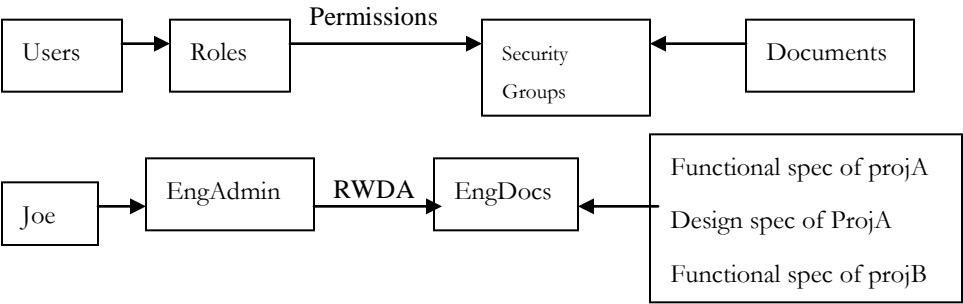 Permissions
Users
Roles
Security
Groups
Documents
Joe
EngAdmin
RWDA
EngDocs
Functional spec of projA
Design spec of ProjA
Functional spec of projB